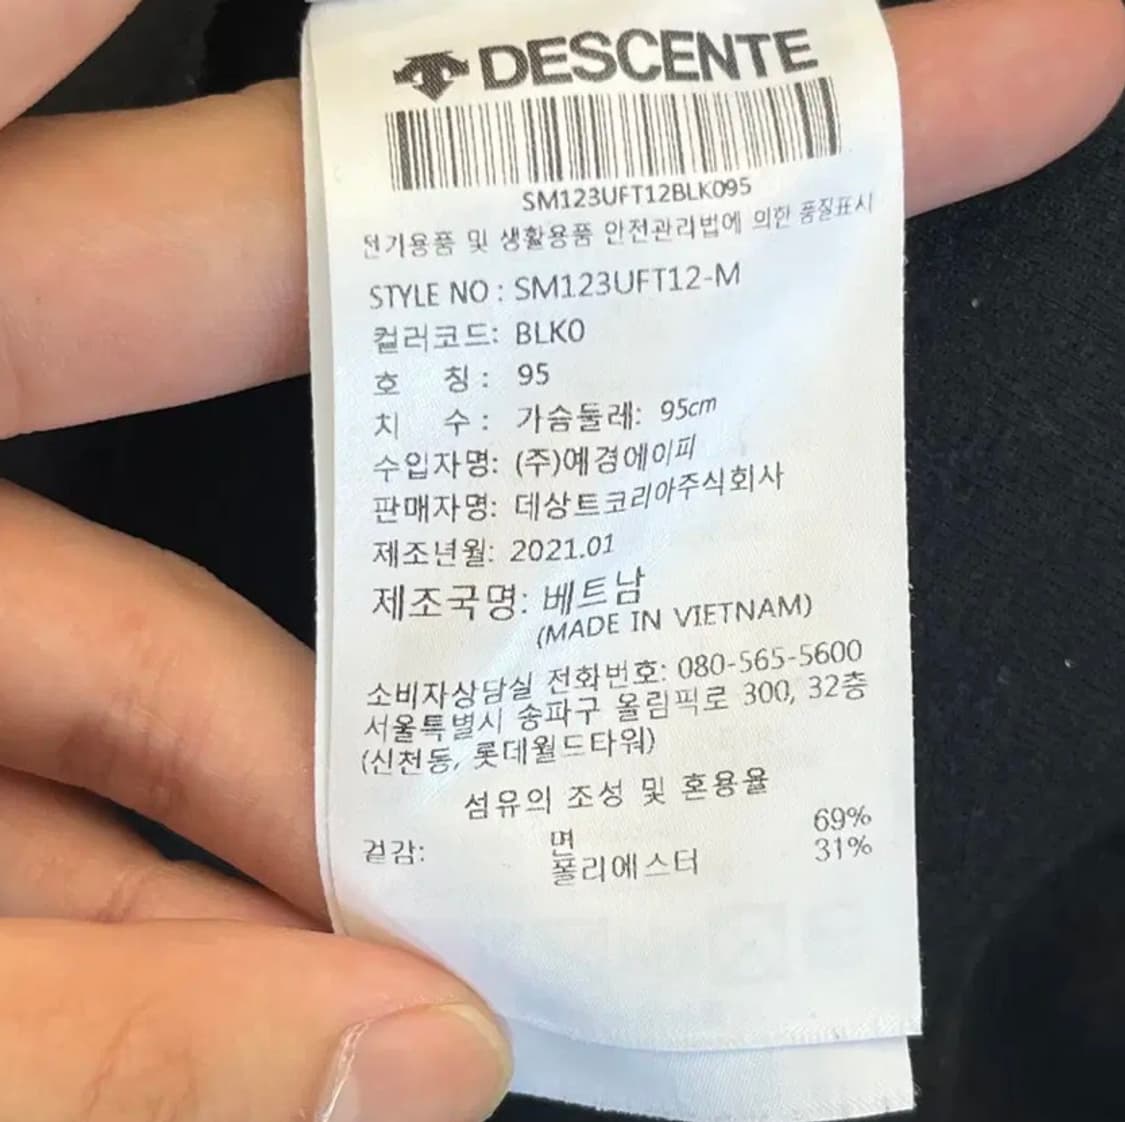 DESCENTE
SM123UFT12BLK095
전기용품 및 생활용품 안전관리법에 의한 품질표시
STYLE NO : SM123UFT12-M
컬러코드: BLK0
호 칭 : 95
치 수 : 가슴둘레: 95cm
수입자명: (주)예경에이피
판매자명: 데상트코리아주식회사
제조년월: 2021.01
제조국명: 베트남
(MADE IN VIETNAM)
소비자상담실 전화번호: 080-565-5600
서울특별시 송파구 올림픽로 300, 32층
(신천동, 롯데월드타워)
섬유의 조성 및 혼용율
겉감: 면 69%
폴리에스터 31%